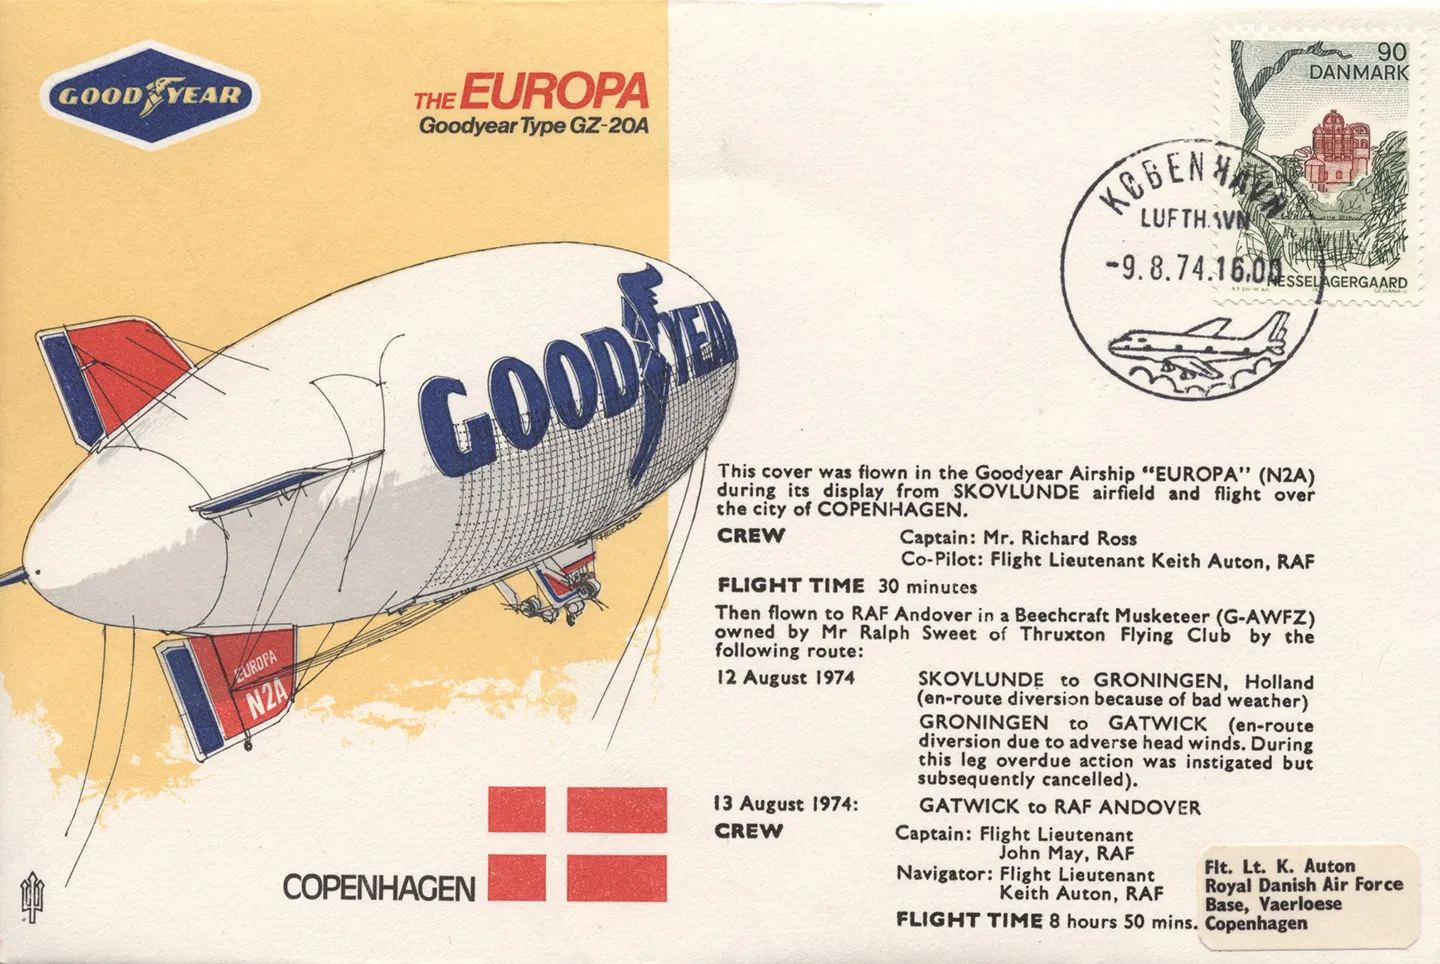 GOODYEAR
THE EUROPA
Goodyear Type GZ-20A
90
DANMARK
KØBENHAVN
LUFTHAVN
-9.8.74.16.00
HESSELAGERGAARD
GOODYEAR
EUROPA
N2A
COPENHAGEN
This cover was flown in the Goodyear Airship "EUROPA" (N2A)
during its display from SKOVLUNDE airfield and flight over
the city of COPENHAGEN.
CREW Captain: Mr. Richard Ross
Co-Pilot: Flight Lieutenant Keith Auton, RAF
FLIGHT TIME 30 minutes
Then flown to RAF Andover in a Beechcraft Musketeer (G-AWFZ)
owned by Mr Ralph Sweet of Thruxton Flying Club by the
following route:
12 August 1974 SKOVLUNDE to GRONINGEN, Holland
(en-route diversion because of bad weather)
GRONINGEN to GATWICK (en-route
diversion due to adverse head winds. During
this leg overdue action was instigated but
subsequently cancelled).
13 August 1974: GATWICK to RAF ANDOVER
CREW Captain: Flight Lieutenant
John May, RAF
Navigator: Flight Lieutenant
Keith Auton, RAF
FLIGHT TIME 8 hours 50 mins.
Flt. Lt. K. Auton
Royal Danish Air Force
Base, Vaerloese
Copenhagen